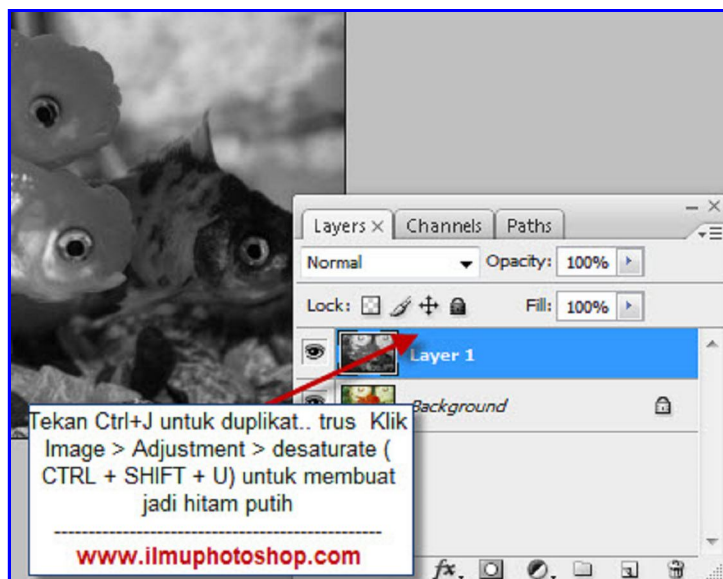 Layers × Channels Paths
Normal Opacity: 100%
Lock: Fill: 100%
Layer 1
Background
Tekan Ctrl+J untuk duplikat.. trus Klik
Image > Adjustment > desaturate (
CTRL + SHIFT + U) untuk membuat
jadi hitam putih
------------------------------------------------
www.ilmuphotoshop.com
fx.